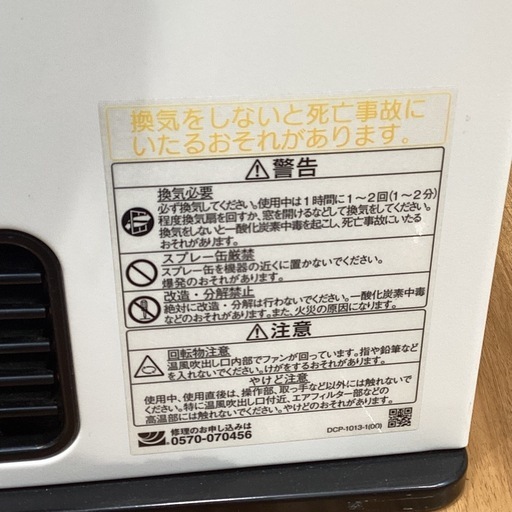 換気をしないと死亡事故に
いたるおそれがあります。
警告
換気必要
必ず換気してください。使用中は1時間に1～2回(1～2分)
程度換気扇を回すか、窓を開けるなどして換気をしてください。
換気をしないと一酸化炭素中毒を起こし、死亡事故にいたる
おそれがあります。
スプレー缶厳禁
スプレー缶を機器の近くに置かないでください。
爆発のおそれがあります。
改造・分解禁止
絶対に改造・分解は行わないでください。一酸化炭素中毒
などのおそれがあります。また、火災の原因になります。
注意
回転物注意
温風吹出し口内部でファンが回っています。指や鉛筆など
を入れないでください。けがをするおそれがあります。
やけど注意
使用中、使用直後は、操作部、取っ手など以外には触れないで
ください。特に温風吹出し口付近、エアフィルター部などの
高温部には触れないでください。やけどのおそれがあります。
修理のお申し込みは
0570-070456
DCP-1013-1(00)